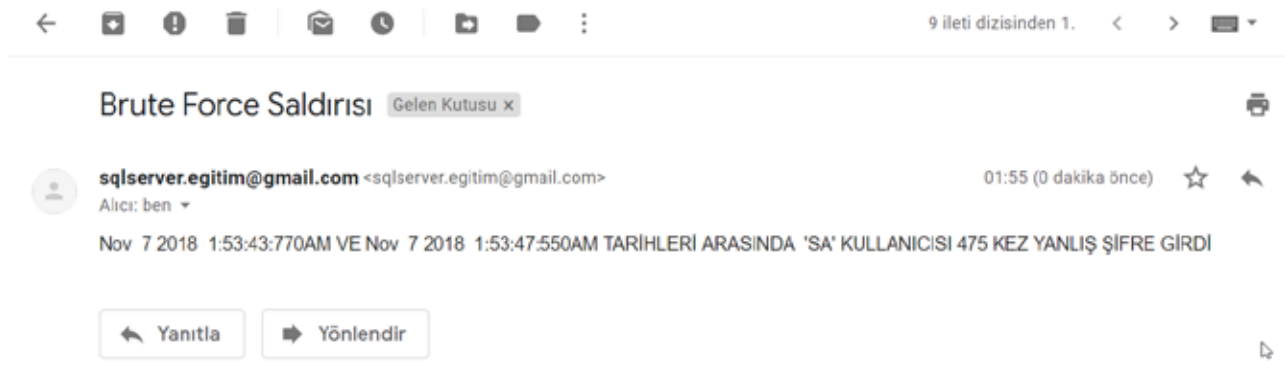 9 ileti dizisinden 1.
Brute Force Saldırısı Gelen Kutusu x
sqlserver.egitim@gmail.com <sqlserver.egitim@gmail.com> 01:55 (0 dakika önce)
Alıcı: ben
Nov 7 2018 1:53:43:770AM VE Nov 7 2018 1:53:47:550AM TARİHLERİ ARASINDA 'SA' KULLANICISI 475 KEZ YANLIŞ ŞİFRE GİRDİ
Yanıtla Yönlendir